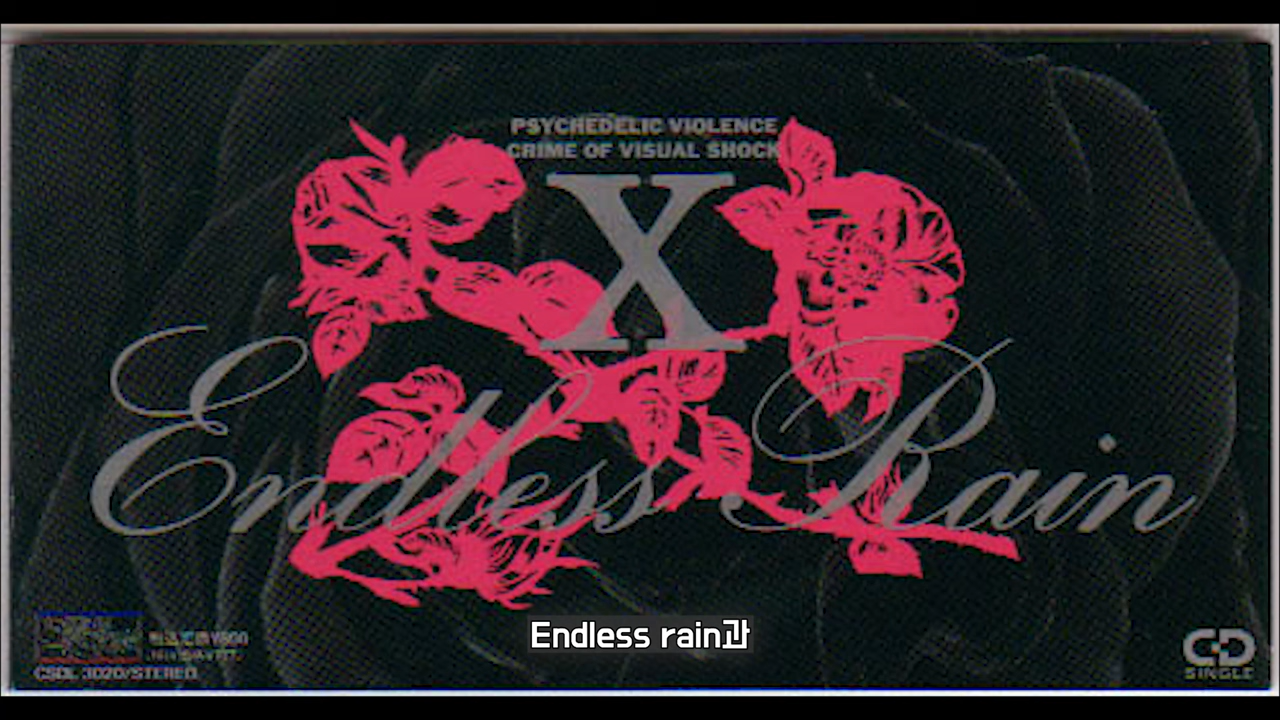 PSYCHEDELIC VIOLENCE
CRIME OF VISUAL SHOCK
X
Endless Rain
CSDL 3020/STEREO
Endless rain과
CD
SINGLE